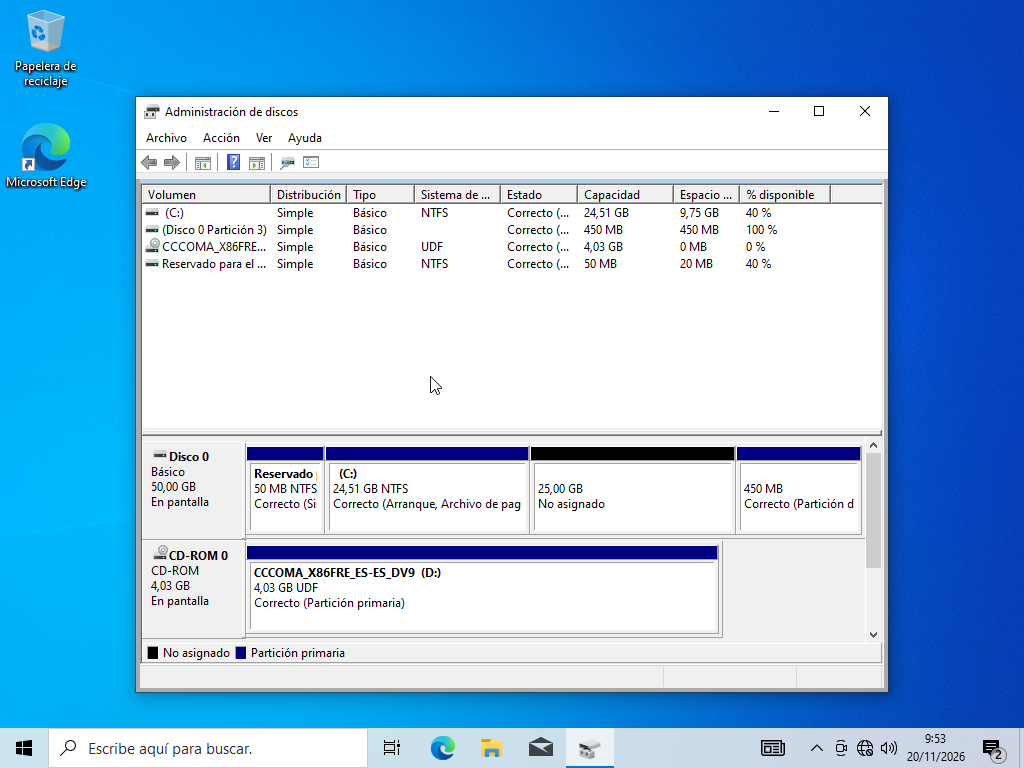 Papelera de
reciclaje
Microsoft Edge
Administración de discos
Archivo Acción Ver Ayuda
Volumen Distribución Tipo Sistema de ... Estado Capacidad Espacio ... % disponible
(C:) Simple Básico NTFS Correcto (... 24,51 GB 9,75 GB 40 %
(Disco 0 Partición 3) Simple Básico Correcto (... 450 MB 450 MB 100 %
CCCOMA_X86FRE... Simple Básico UDF Correcto (... 4,03 GB 0 MB 0 %
Reservado para el ... Simple Básico NTFS Correcto (... 50 MB 20 MB 40 %
Disco 0
Básico
50,00 GB
En pantalla
Reservado
50 MB NTFS
Correcto (Si
(C:)
24,51 GB NTFS
Correcto (Arranque, Archivo de pag
25,00 GB
No asignado
450 MB
Correcto (Partición d
CD-ROM 0
CD-ROM
4,03 GB
En pantalla
CCCOMA_X86FRE_ES-ES_DV9 (D:)
4,03 GB UDF
Correcto (Partición primaria)
No asignado Partición primaria
Escribe aquí para buscar.
9:53
20/11/2026
2